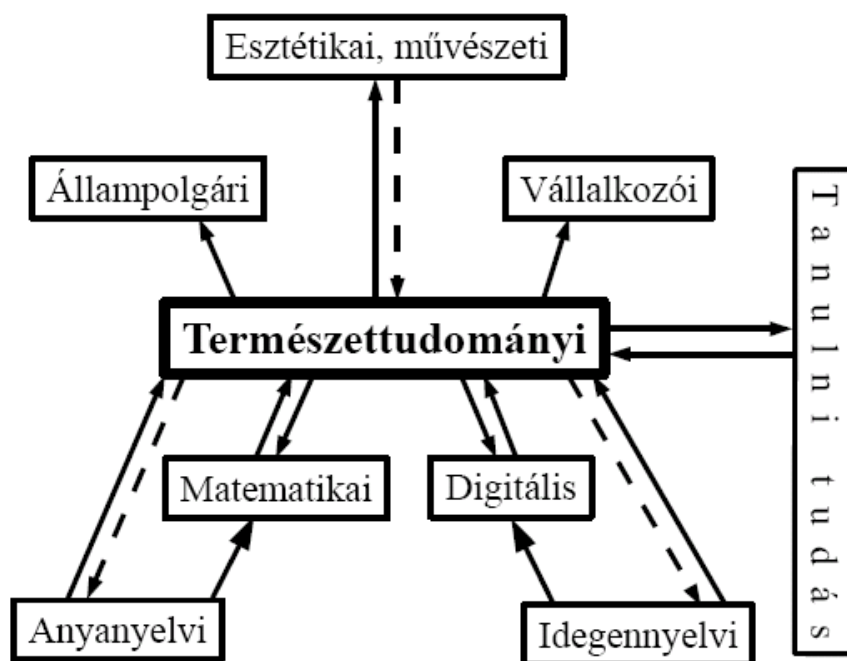 Esztétikai, művészeti
Állampolgári
Vállalkozói
Természettudományi
Tanulni tudás
Matematikai
Digitális
Anyanyelvi
Idegennyelvi